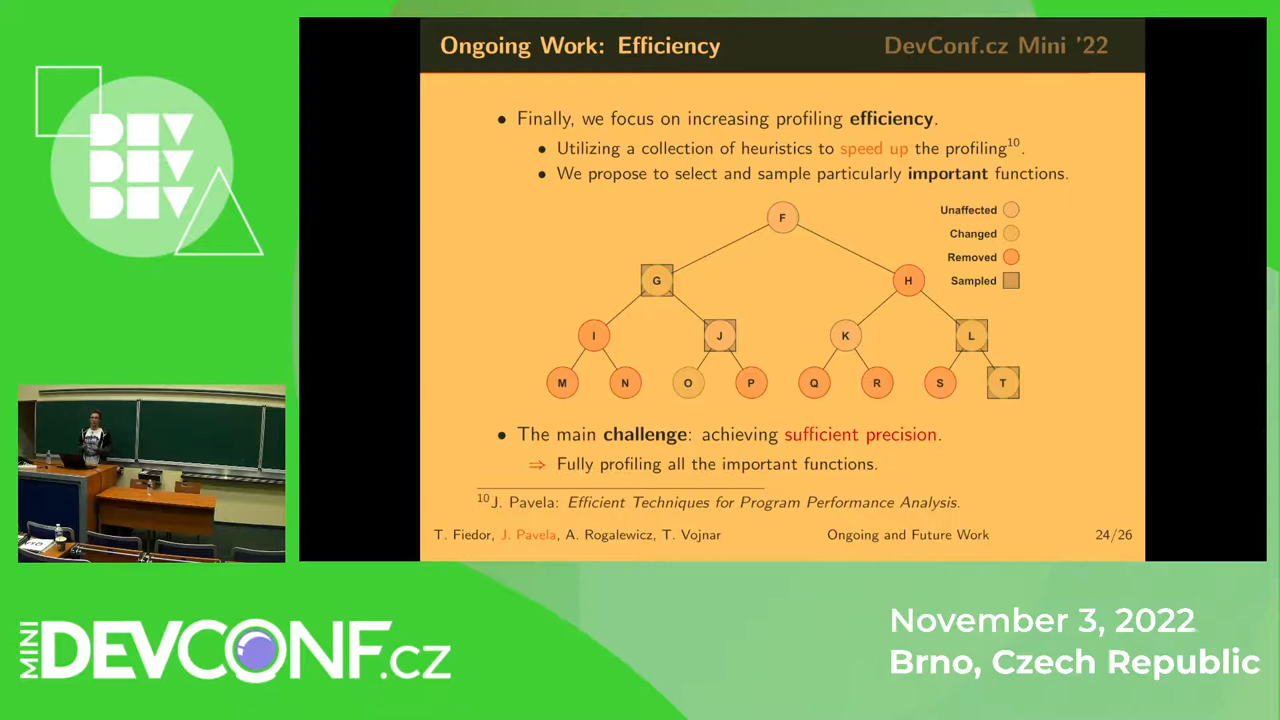 Ongoing Work: Efficiency
DevConf.cz Mini '22
• Finally, we focus on increasing profiling efficiency.
• Utilizing a collection of heuristics to speed up the profiling10.
• We propose to select and sample particularly important functions.
Unaffected
Changed
Removed
Sampled
F
G
H
I
J
K
L
M
N
O
P
Q
R
S
T
• The main challenge: achieving sufficient precision.
⇒ Fully profiling all the important functions.
10J. Pavela: Efficient Techniques for Program Performance Analysis.
T. Fiedor, J. Pavela, A. Rogalewicz, T. Vojnar
Ongoing and Future Work
24/26
DEV
DEV
DEV
MINI
DEVCONF.cz
November 3, 2022
Brno, Czech Republic